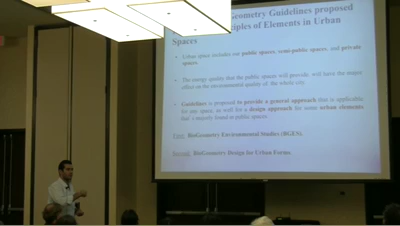 Geometry Guidelines proposed
ciples of Elements in Urban
Spaces
• Urban space includes our public spaces, semi-public spaces, and private
spaces
• The energy quality that the public spaces will provide, will have the major
effect on the environmental quality of the whole city.
• Guidelines is proposed to provide a general approach that is applicable
for any space, as well as a design approach for some urban elements
that's mainly found in public spaces.
BioGeometry Environmental Studies (BGES).
BioGeometry Design for Urban Forms.